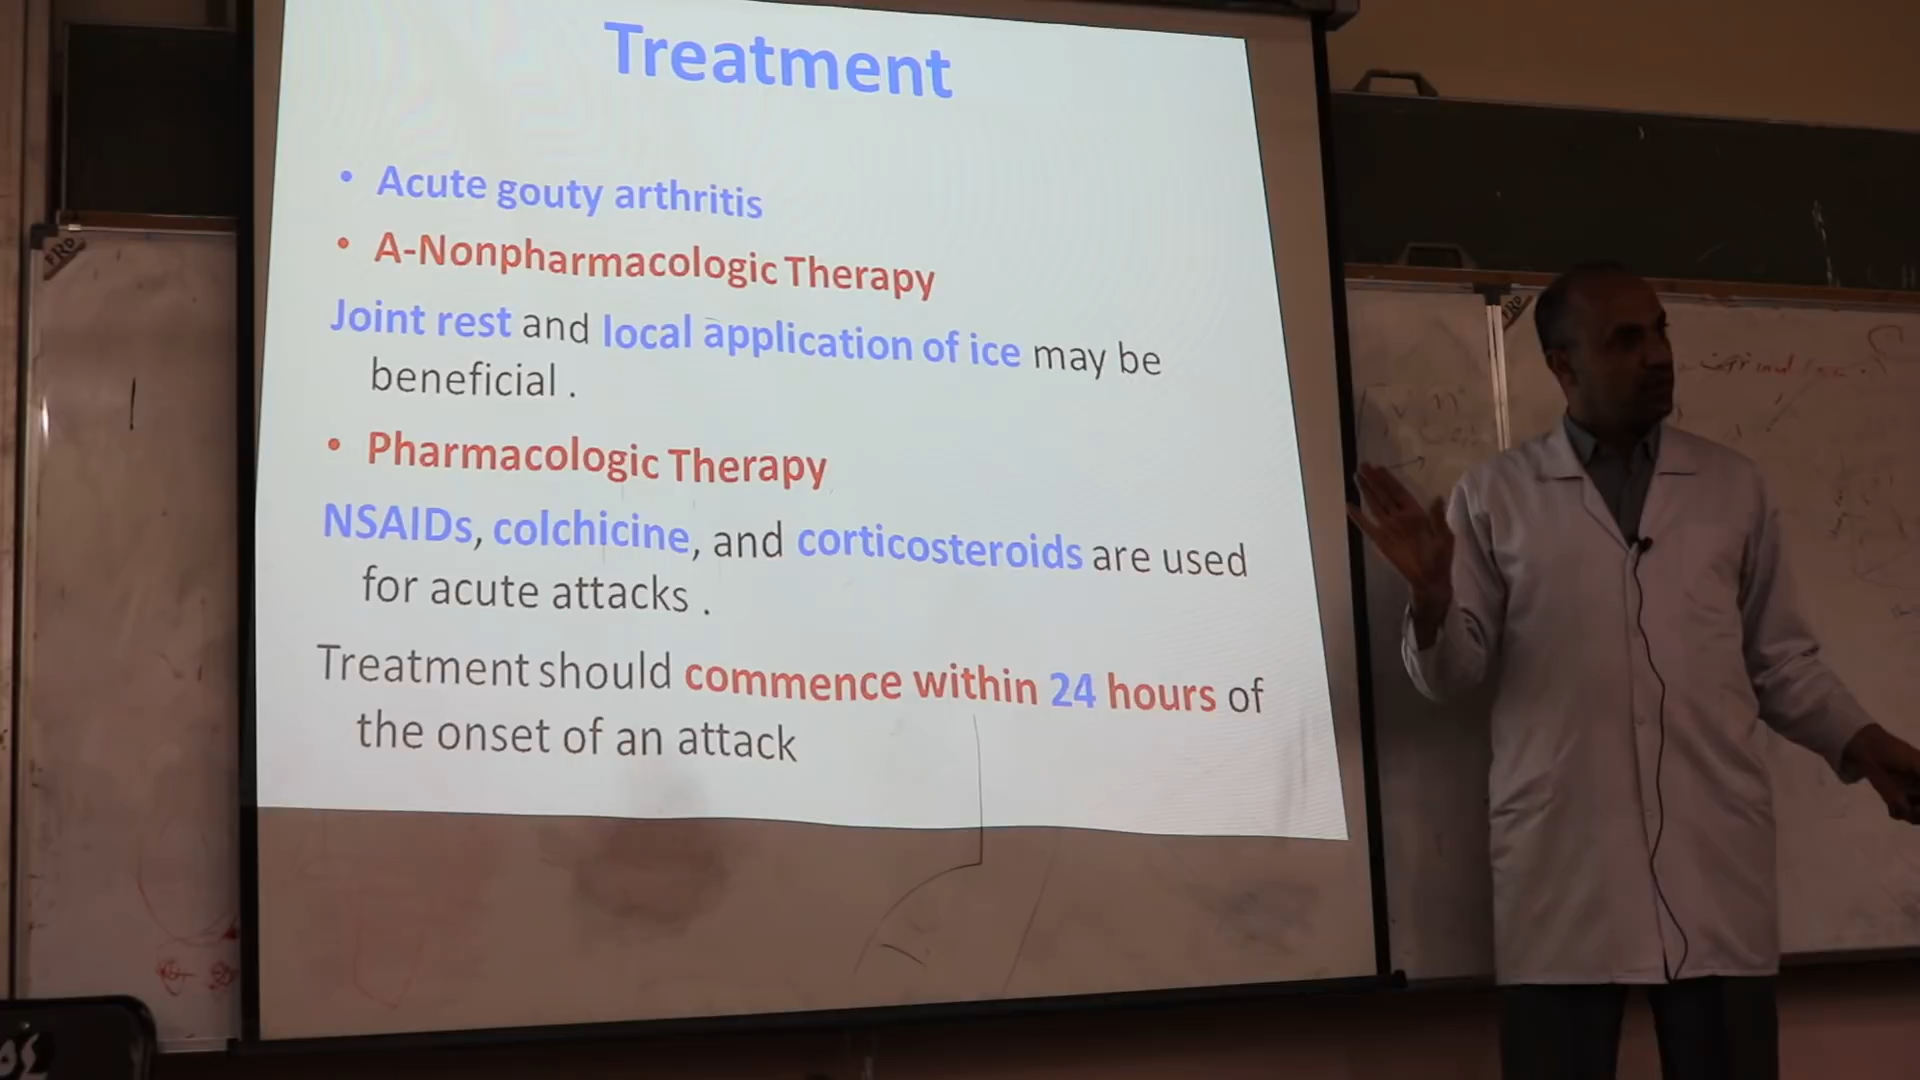 Treatment
• Acute gouty arthritis
• A-Nonpharmacologic Therapy
Joint rest and local application of ice may be
beneficial .
• Pharmacologic Therapy
NSAIDs, colchicine, and corticosteroids are used
for acute attacks .
Treatment should commence within 24 hours of
the onset of an attack